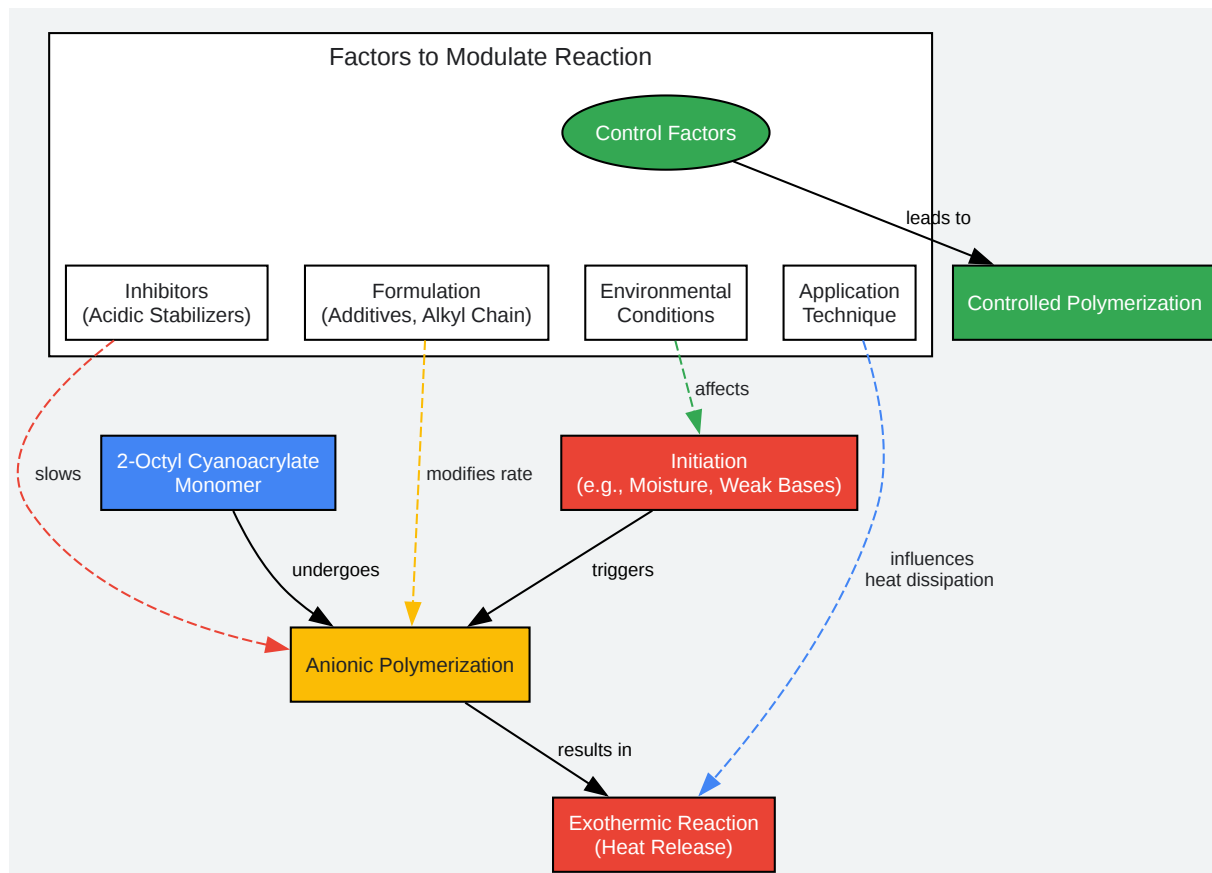 Factors to Modulate Reaction
Control Factors
leads to
Inhibitors
(Acidic Stabilizers)
Formulation
(Additives, Alkyl Chain)
Environmental
Conditions
Application
Technique
Controlled Polymerization
affects
2-Octyl Cyanoacrylate
Monomer
Initiation
(e.g., Moisture, Weak Bases)
slows
modifies rate
undergoes
triggers
influences
heat dissipation
Anionic Polymerization
results in
Exothermic Reaction
(Heat Release)